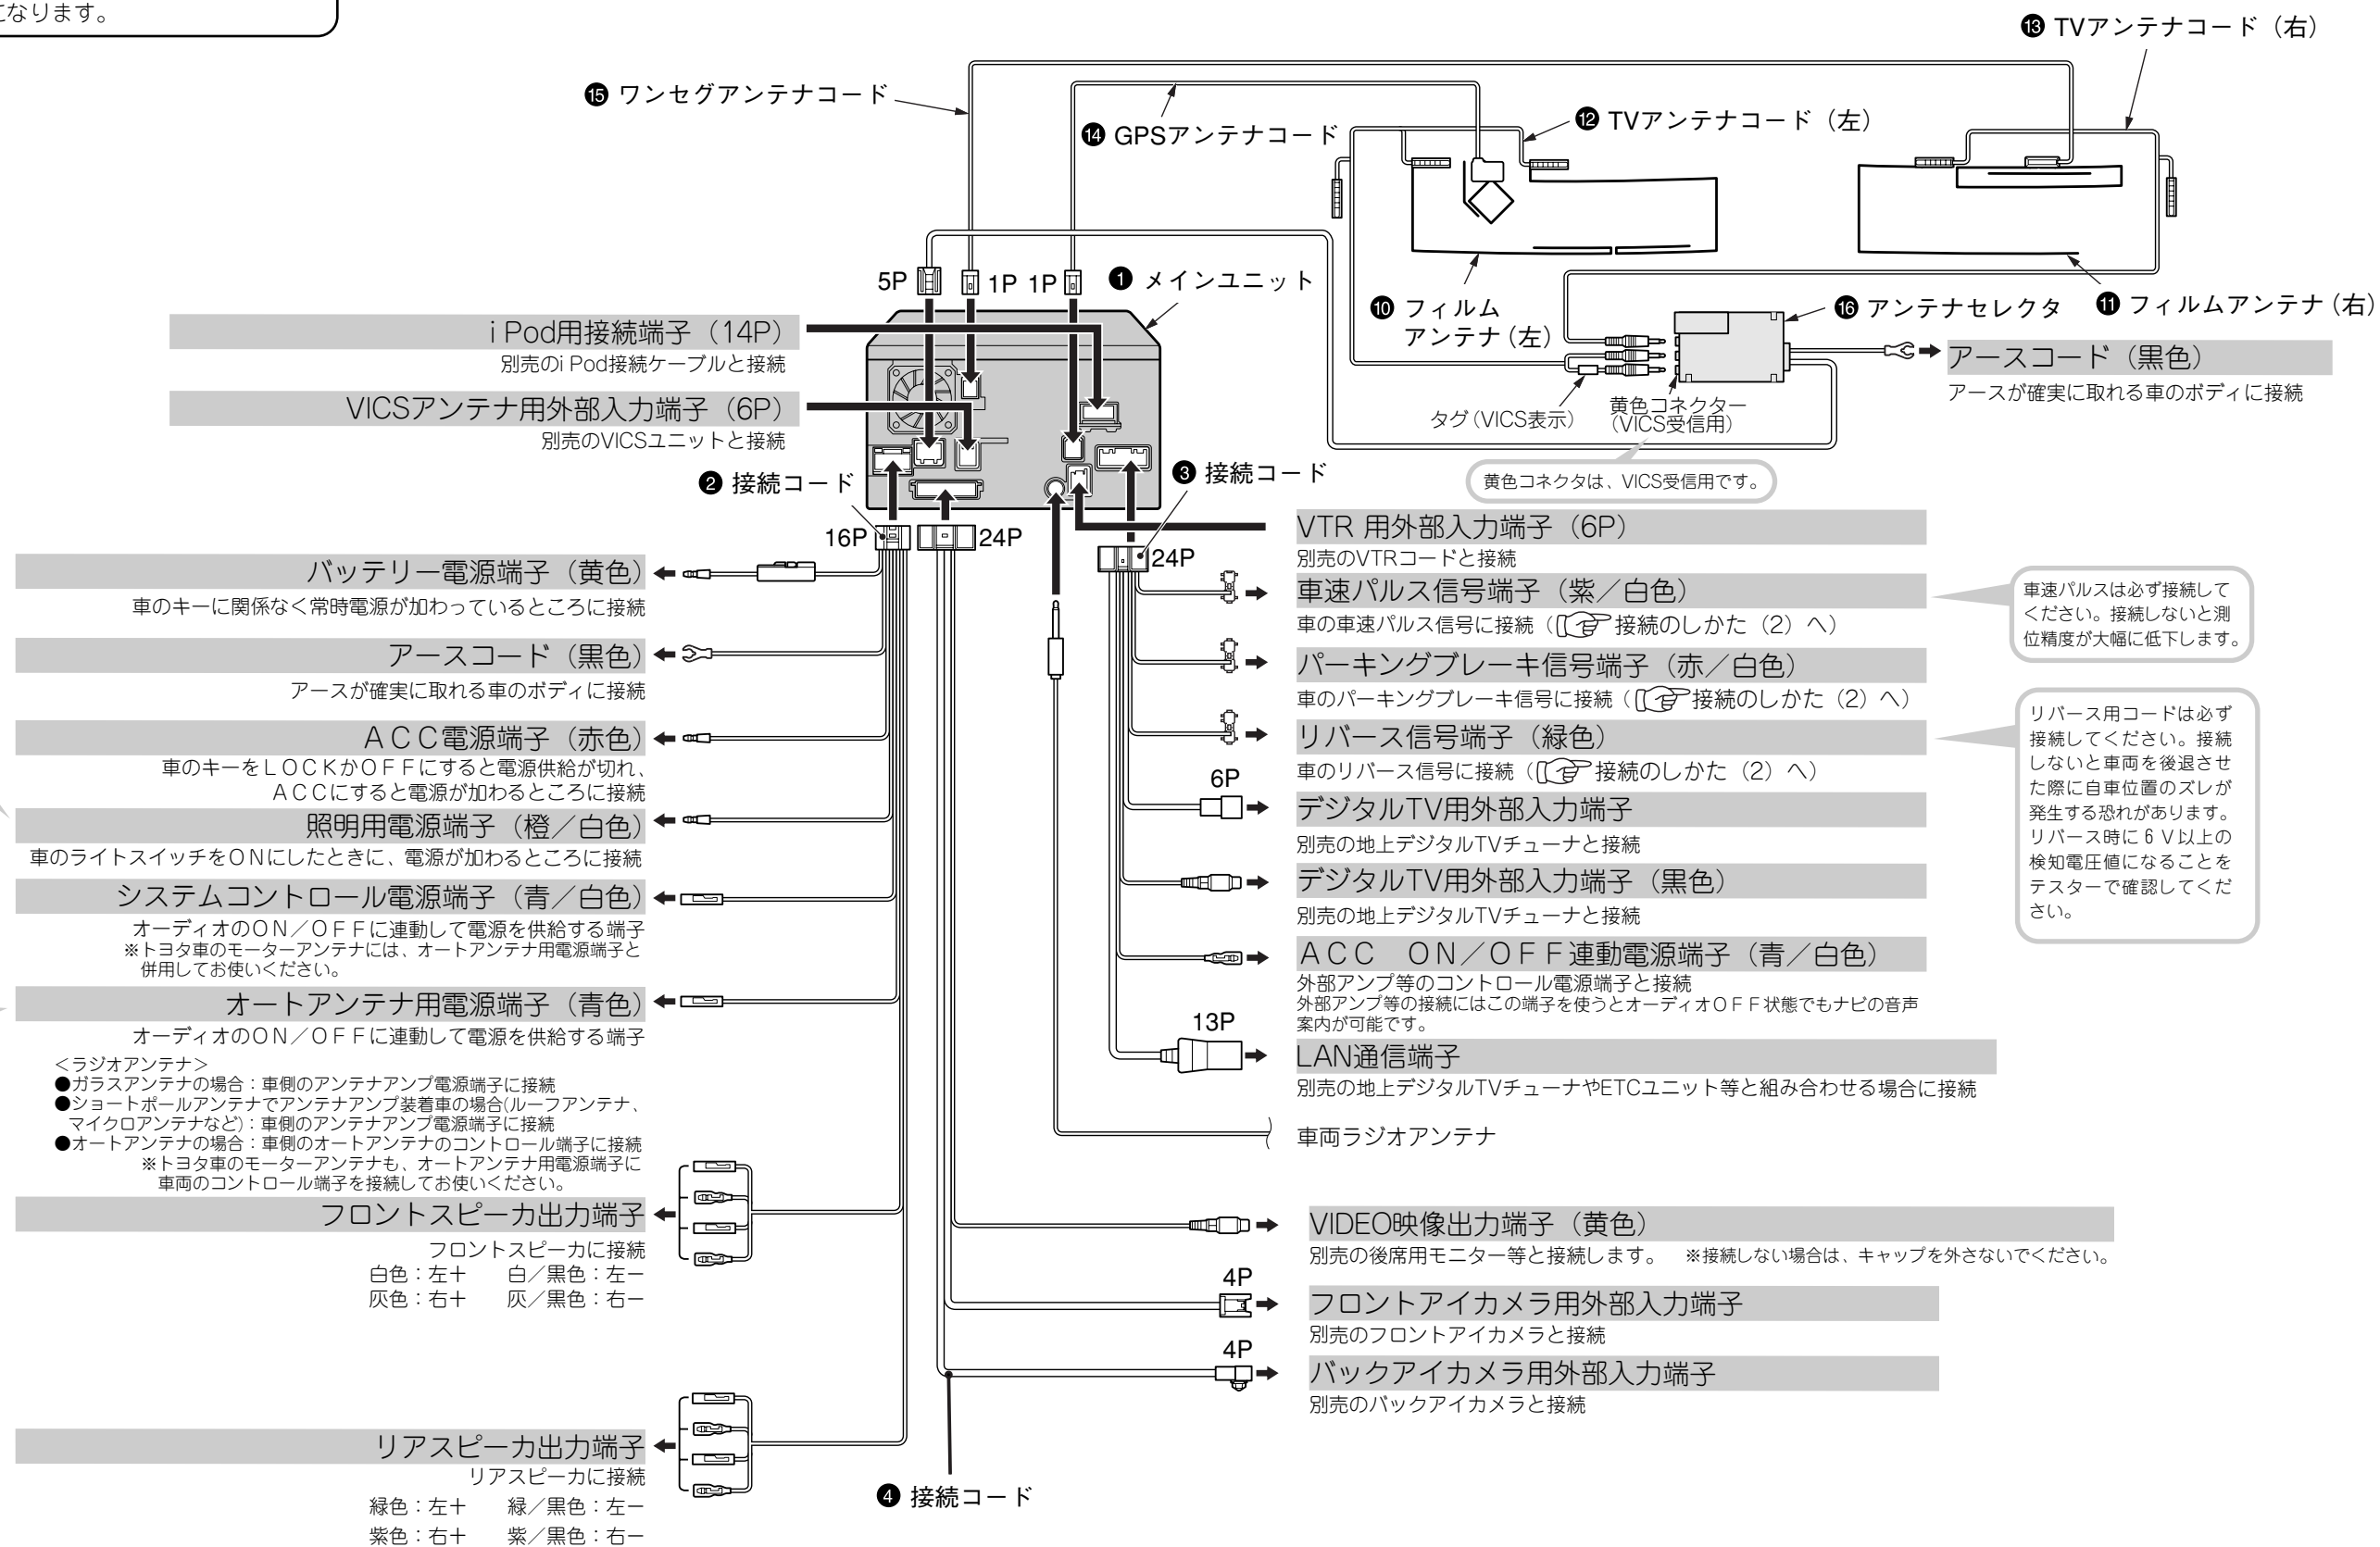 になります。
⓭ TVアンテナコード（右）
⓯ ワンセグアンテナコード
⓮ GPSアンテナコード
⓬ TVアンテナコード（左）
5P
1P
1P
❶ メインユニット
❿ フィルム
アンテナ（左）
⓰ アンテナセレクタ
⓫ フィルムアンテナ（右）
アースコード（黒色）
アースが確実に取れる車のボディに接続
タグ（VICS表示）
黄色コネクター
（VICS受信用）
黄色コネクタは、VICS受信用です。
iPod用接続端子（14P）
別売のiPod接続ケーブルと接続
VICSアンテナ用外部入力端子（6P）
別売のVICSユニットと接続
❷ 接続コード
❸ 接続コード
16P
24P
24P
バッテリー電源端子（黄色）
車のキーに関係なく常時電源が加わっているところに接続
アースコード（黒色）
アースが確実に取れる車のボディに接続
ＡＣＣ電源端子（赤色）
車のキーをＬＯＣＫかＯＦＦにすると電源供給が切れ、
ＡＣＣにすると電源が加わるところに接続
照明用電源端子（橙／白色）
車のライトスイッチをＯＮにしたときに、電源が加わるところに接続
システムコントロール電源端子（青／白色）
オーディオのＯＮ／ＯＦＦに連動して電源を供給する端子
※トヨタ車のモーターアンテナには、オートアンテナ用電源端子と
併用してお使いください。
オートアンテナ用電源端子（青色）
オーディオのＯＮ／ＯＦＦに連動して電源を供給する端子
＜ラジオアンテナ＞
●ガラスアンテナの場合：車側のアンテナアンプ電源端子に接続
●ショートポールアンテナでアンテナアンプ装着車の場合(ルーフアンテナ、
マイクロアンテナなど)：車側のアンテナアンプ電源端子に接続
●オートアンテナの場合：車側のオートアンテナのコントロール端子に接続
※トヨタ車のモーターアンテナも、オートアンテナ用電源端子に
車両のコントロール端子を接続してお使いください。
フロントスピーカ出力端子
フロントスピーカに接続
白色：左＋　白／黒色：左－
灰色：右＋　灰／黒色：右－
リアスピーカ出力端子
リアスピーカに接続
緑色：左＋　緑／黒色：左－
紫色：右＋　紫／黒色：右－
VTR 用外部入力端子（6P）
別売のVTRコードと接続
車速パルス信号端子（紫／白色）
車の車速パルス信号に接続（☞接続のしかた（2）へ）
パーキングブレーキ信号端子（赤／白色）
車のパーキングブレーキ信号に接続（☞接続のしかた（2）へ）
リバース信号端子（緑色）
車のリバース信号に接続（☞接続のしかた（2）へ）
6P
デジタルTV用外部入力端子
別売の地上デジタルTVチューナと接続
デジタルTV用外部入力端子（黒色）
別売の地上デジタルTVチューナと接続
ＡＣＣ　ＯＮ／ＯＦＦ連動電源端子（青／白色）
外部アンプ等のコントロール電源端子と接続
外部アンプ等の接続にはこの端子を使うとオーディオＯＦＦ状態でもナビの音声
案内が可能です。
13P
LAN通信端子
別売の地上デジタルTVチューナやETCユニット等と組み合わせる場合に接続
車両ラジオアンテナ
VIDEO映像出力端子（黄色）
別売の後席用モニター等と接続します。　※接続しない場合は、キャップを外さないでください。
4P
フロントアイカメラ用外部入力端子
別売のフロントアイカメラと接続
4P
バックアイカメラ用外部入力端子
別売のバックアイカメラと接続
❹ 接続コード
車速パルスは必ず接続して
ください。接続しないと測
位精度が大幅に低下します。
リバース用コードは必ず
接続してください。接続
しないと車両を後退させ
た際に自車位置のズレが
発生する恐れがあります。
リバース時に６Ｖ以上の
検知電圧値になることを
テスターで確認してくだ
さい。